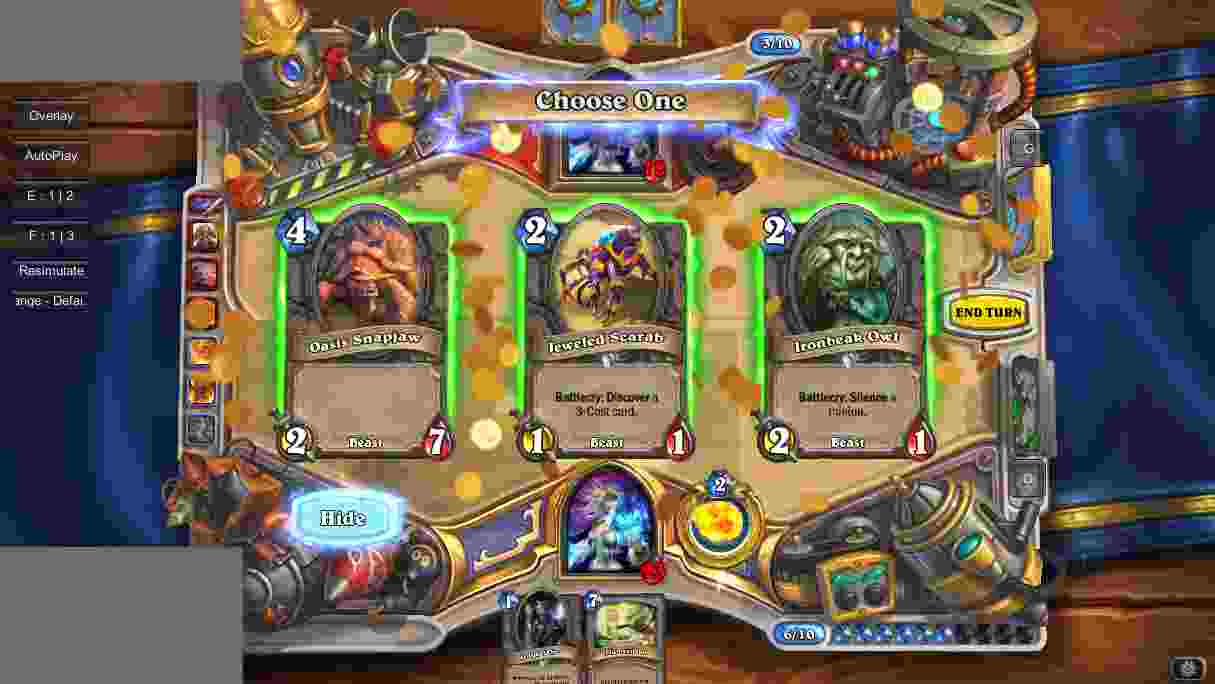 3/10
Choose One
Overlay
AutoPlay
E : 1 | 2
F : 1 | 3
Resimulate
ange - Defai
G
4
2
2
Oasis Snapjaw
Jeweled Scarab
Ironbeak Owl
END TURN
Battlecry: Discover a
3-Cost card.
Battlecry: Silence a
minion.
2
Beast
7
1
Beast
1
2
Beast
1
2
Hide
1
7
6/10